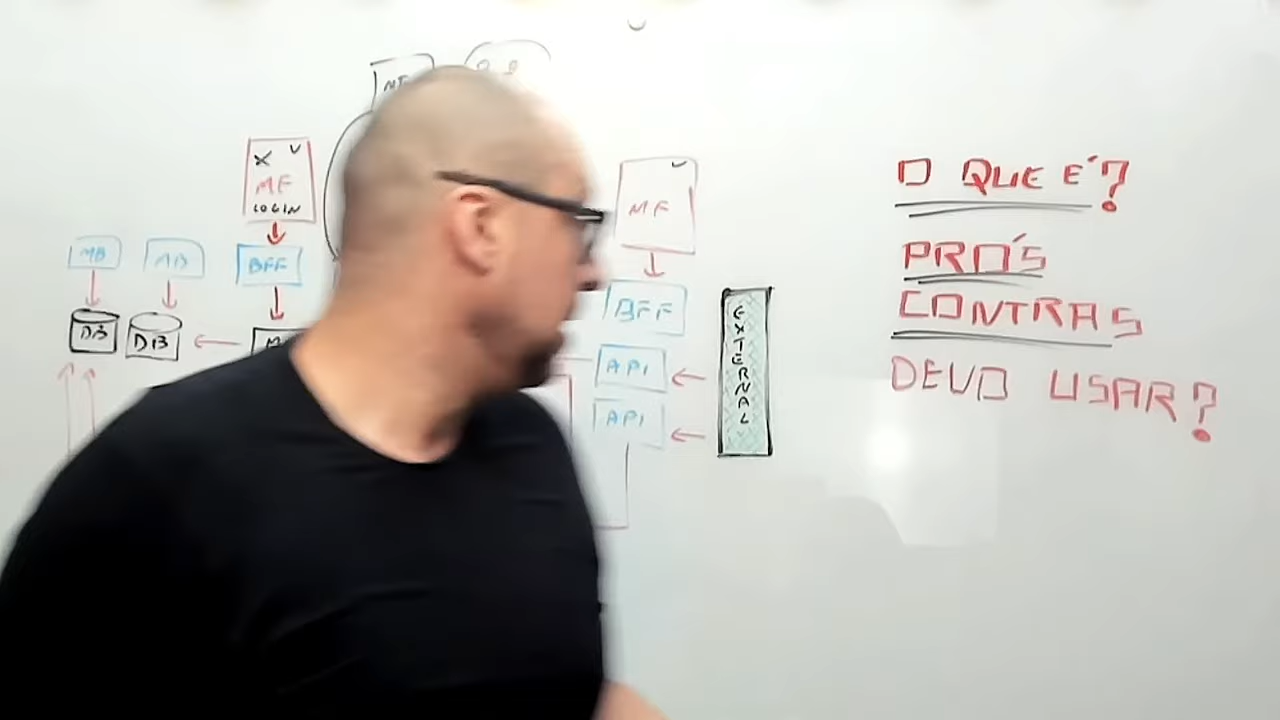 MF
LOGIN
MF
MB
MB
BFF
BFF
DB
DB
API
API
EXTERNAL
O QUE É?
PRÓS
CONTRAS
DEVO USAR?